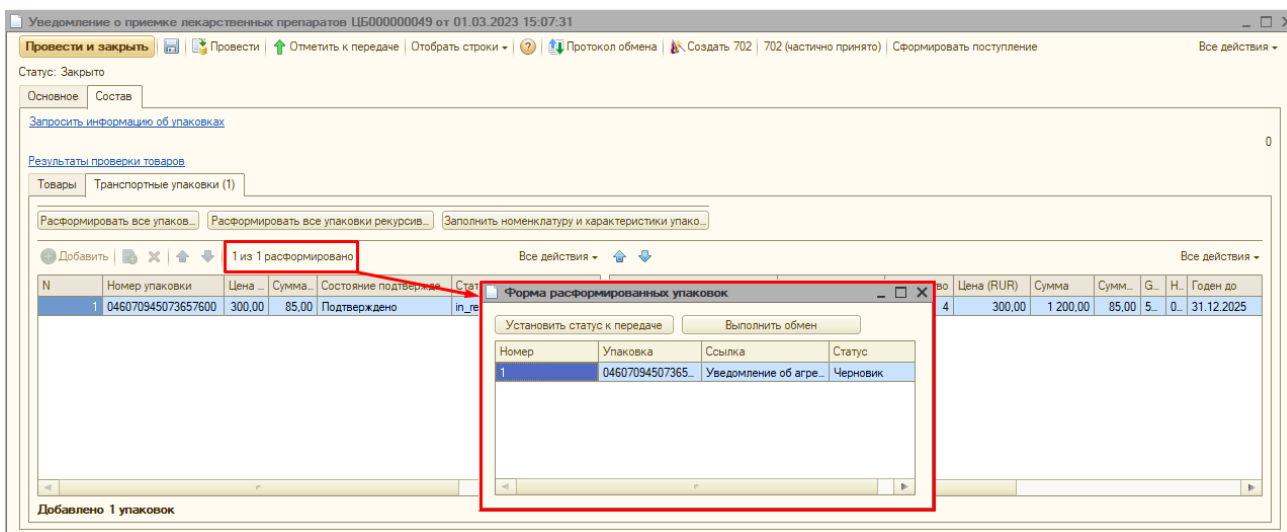 Уведомление о приемке лекарственных препаратов ЦБ000000049 от 01.03.2023 15:07:31
Провести и закрыть Провести Отметить к передаче Отобрать строки Протокол обмена Создать 702 702 (частично принято) Сформировать поступление Все действия
Статус: Закрыто
Основное Состав
Запросить информацию об упаковках
0
Результаты проверки товаров
Товары Транспортные упаковки (1)
Расформировать все упаков... Расформировать все упаковки рекурсив... Заполнить номенклатуру и характеристики упако...
Добавить 1 из 1 расформировано Все действия Все действия
N Номер упаковки Цена ... Сумма... Состояние подтвержде... Стат во Цена (RUR) Сумма Сумм... G... Н... Годен до
1 046070945073657600 300,00 85,00 Подтверждено in_re 4 300,00 1 200,00 85,00 5... 0... 31.12.2025
Форма расформированных упаковок
Установить статус к передаче Выполнить обмен
Номер Упаковка Ссылка Статус
1 04607094507365... Уведомление об агре... Черновик
Добавлено 1 упаковок